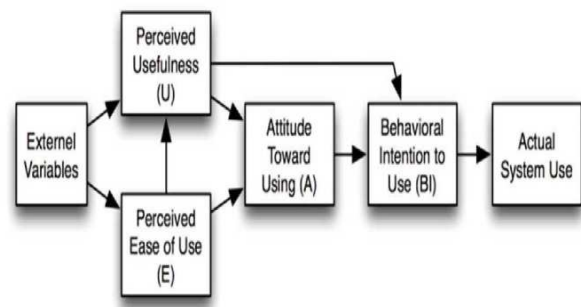 Perceived
Usefulness
(U)
Externel
Variables
Perceived
Ease of Use
(E)
Attitude
Toward
Using (A)
Behavioral
Intention to
Use (BI)
Actual
System Use